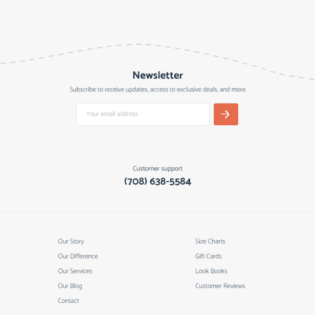 Newsletter
Subscribe to receive updates, access to exclusive deals, and more
Your email address
Customer support
(708) 638-5584
Our Story
Size Charts
Our Difference
Gift Cards
Our Services
Look Books
Our Blog
Customer Reviews
Contact